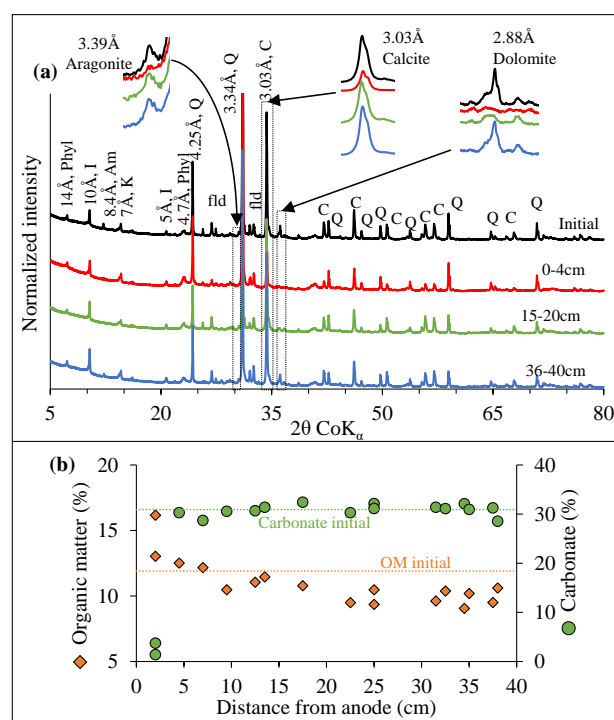 3.39Å
Aragonite
3.03Å
Calcite
2.88Å
Dolomite
(a)
14Å, Phyl
10Å, I
8.4Å, Am
7Å, K
5Å, I
4.7Å, Phyl
4.25Å, Q
fld
3.34Å, Q
fld
3.03Å, C
C
Q
C
Q
Q
C
Q
C
C
Q
Q
C
Q
Initial
0-4cm
15-20cm
36-40cm
Normalized intensity
5
20
35
50
65
80
2θ CoKα
(b)
20
15
10
5
Organic matter (%)
Carbonate initial
OM initial
40
30
20
10
0
Carbonate (%)
0
5
10
15
20
25
30
35
40
Distance from anode (cm)